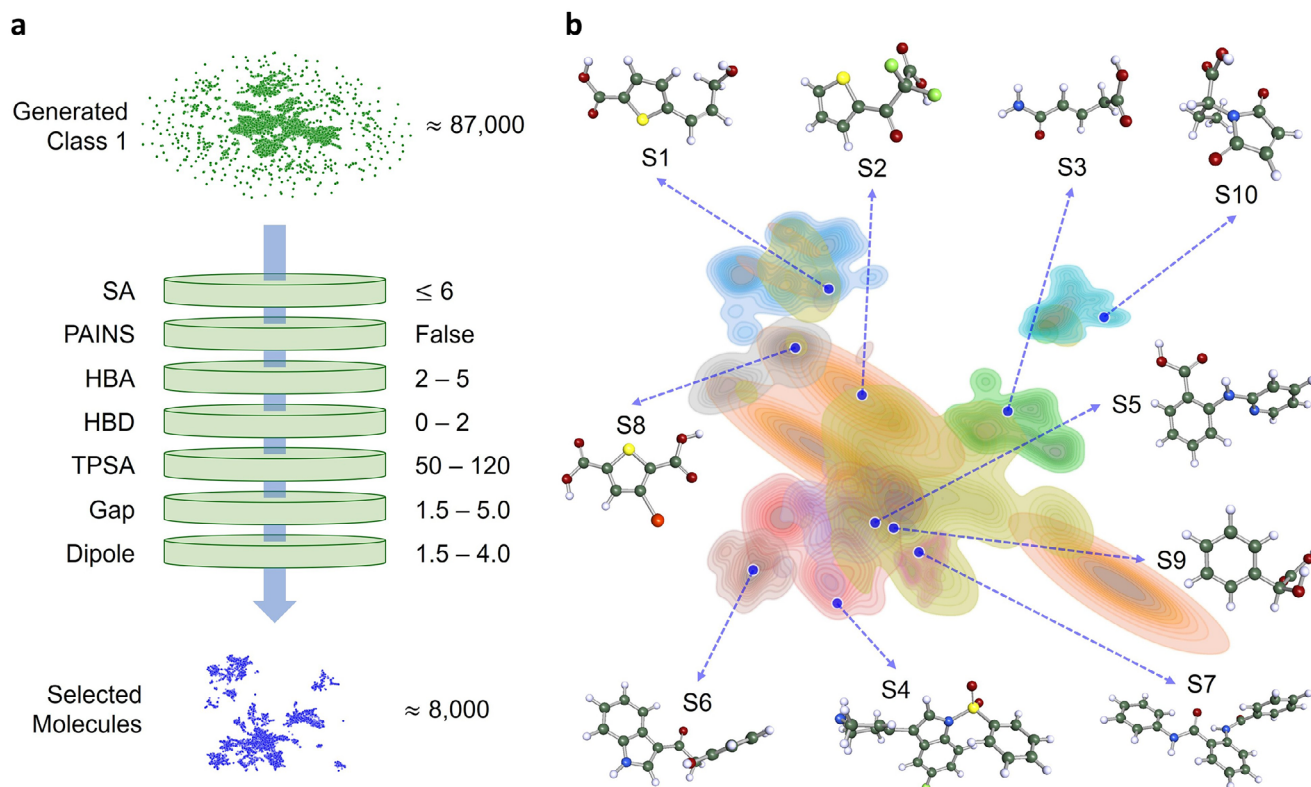 a
Generated
Class 1
≈ 87,000
SA
≤ 6
PAINS
False
HBA
2 – 5
HBD
0 – 2
TPSA
50 – 120
Gap
1.5 – 5.0
Dipole
1.5 – 4.0
Selected
Molecules
≈ 8,000
b
S1
S2
S3
S10
S8
S5
S9
S6
S4
S7